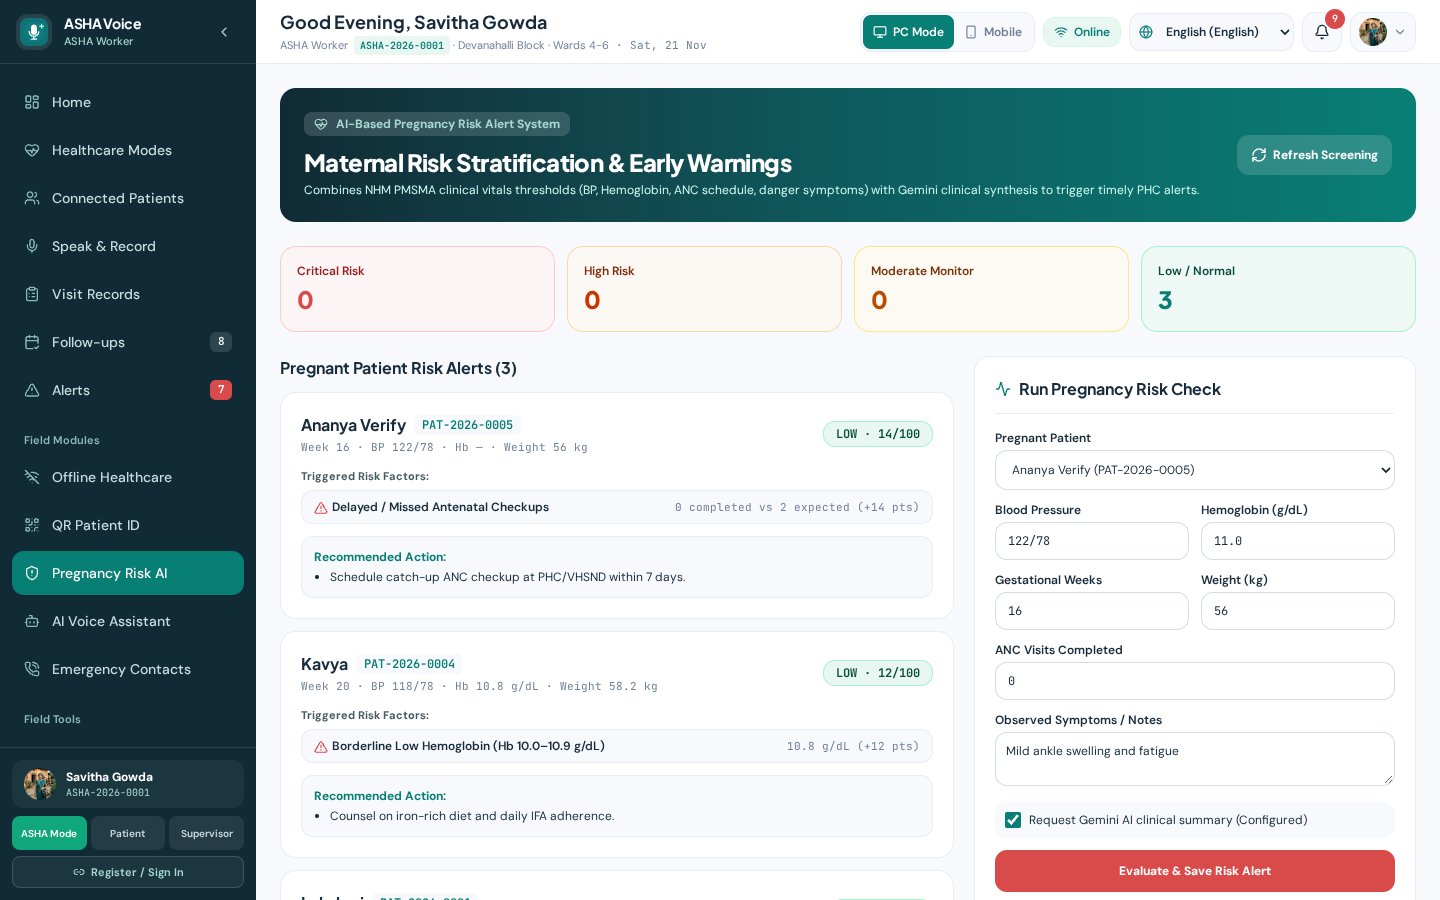 ASHA Voice
ASHA Worker
Home
Healthcare Modes
Connected Patients
Speak & Record
Visit Records
Follow-ups 8
Alerts 7
Field Modules
Offline Healthcare
QR Patient ID
Pregnancy Risk AI
AI Voice Assistant
Emergency Contacts
Field Tools
Savitha Gowda
ASHA-2026-0001
ASHA Mode Patient Supervisor
Register / Sign In
Good Evening, Savitha Gowda
ASHA Worker ASHA-2026-0001 · Devanahalli Block · Wards 4-6 · Sat, 21 Nov
PC Mode Mobile
Online
English (English)
9
AI-Based Pregnancy Risk Alert System
Maternal Risk Stratification & Early Warnings
Combines NHM PMSMA clinical vitals thresholds (BP, Hemoglobin, ANC schedule, danger symptoms) with Gemini clinical synthesis to trigger timely PHC alerts.
Refresh Screening
Critical Risk
0
High Risk
0
Moderate Monitor
0
Low / Normal
3
Pregnant Patient Risk Alerts (3)
Ananya Verify PAT-2026-0005
Week 16 · BP 122/78 · Hb — · Weight 56 kg
LOW · 14/100
Triggered Risk Factors:
Delayed / Missed Antenatal Checkups 0 completed vs 2 expected (+14 pts)
Recommended Action:
• Schedule catch-up ANC checkup at PHC/VHSND within 7 days.
Kavya PAT-2026-0004
Week 20 · BP 118/78 · Hb 10.8 g/dL · Weight 58.2 kg
LOW · 12/100
Triggered Risk Factors:
Borderline Low Hemoglobin (Hb 10.0–10.9 g/dL) 10.8 g/dL (+12 pts)
Recommended Action:
• Counsel on iron-rich diet and daily IFA adherence.
Run Pregnancy Risk Check
Pregnant Patient
Ananya Verify (PAT-2026-0005)
Blood Pressure
122/78
Hemoglobin (g/dL)
11.0
Gestational Weeks
16
Weight (kg)
56
ANC Visits Completed
0
Observed Symptoms / Notes
Mild ankle swelling and fatigue
Request Gemini AI clinical summary (Configured)
Evaluate & Save Risk Alert